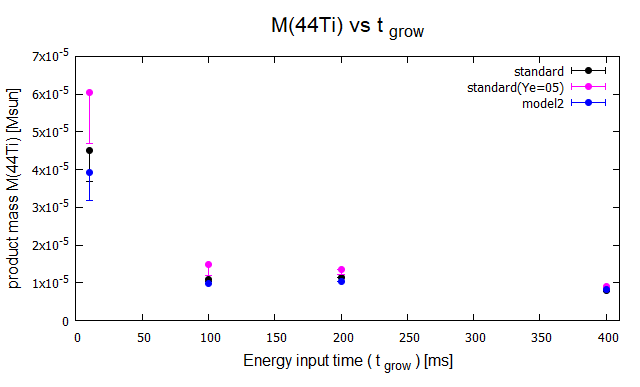 M(44Ti) vs t grow
7x10-5
6x10-5
5x10-5
4x10-5
3x10-5
2x10-5
1x10-5
0
product mass M(44Ti) [Msun]
standard
standard(Ye=05)
model2
0 50 100 150 200 250 300 350 400
Energy input time ( t grow ) [ms]